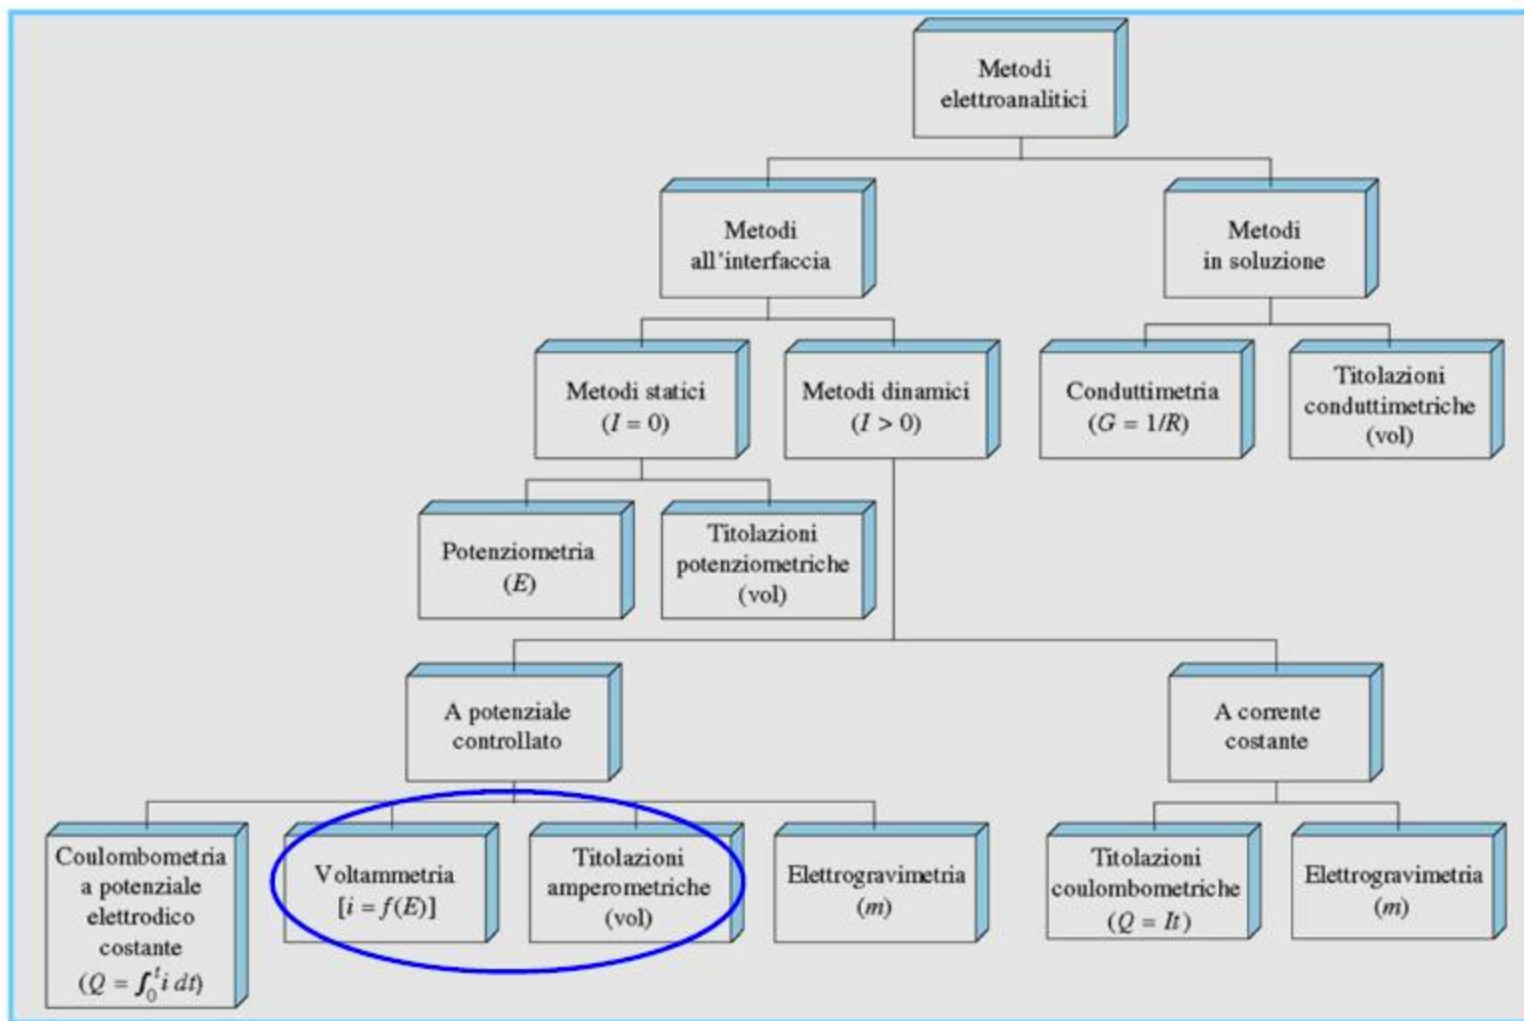 Metodi
elettroanalitici
Metodi
all'interfaccia
Metodi
in soluzione
Metodi statici
(I = 0)
Metodi dinamici
(I > 0)
Conduttimetria
(G = 1/R)
Titolazioni
conduttimetriche
(vol)
Potenziometria
(E)
Titolazioni
potenziometriche
(vol)
A potenziale
controllato
A corrente
costante
Coulombometria
a potenziale
elettrodico
costante
(Q = ∫₀ᵗ i dt)
Voltammetria
[i = f(E)]
Titolazioni
amperometriche
(vol)
Elettrogravimetria
(m)
Titolazioni
coulombometriche
(Q = It)
Elettrogravimetria
(m)